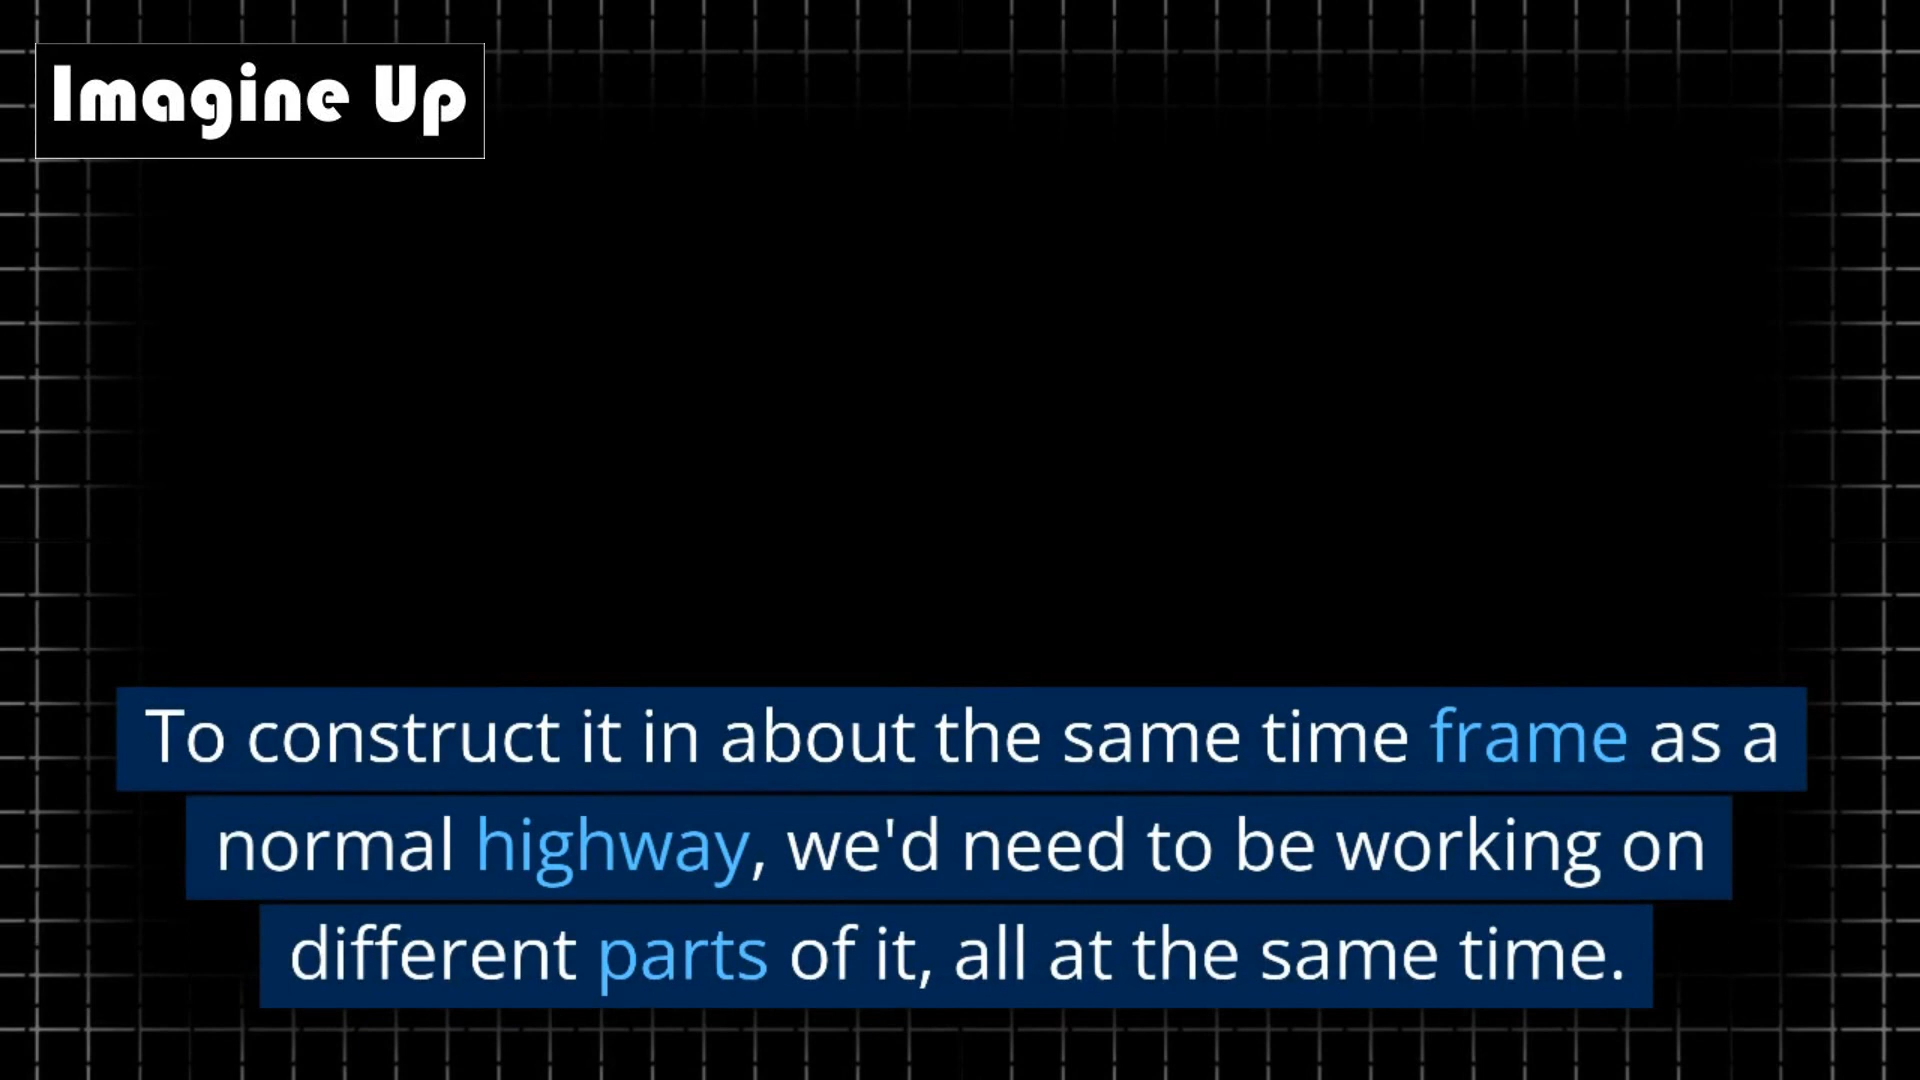 Imagine Up
To construct it in about the same time frame as a
normal highway, we'd need to be working on
different parts of it, all at the same time.